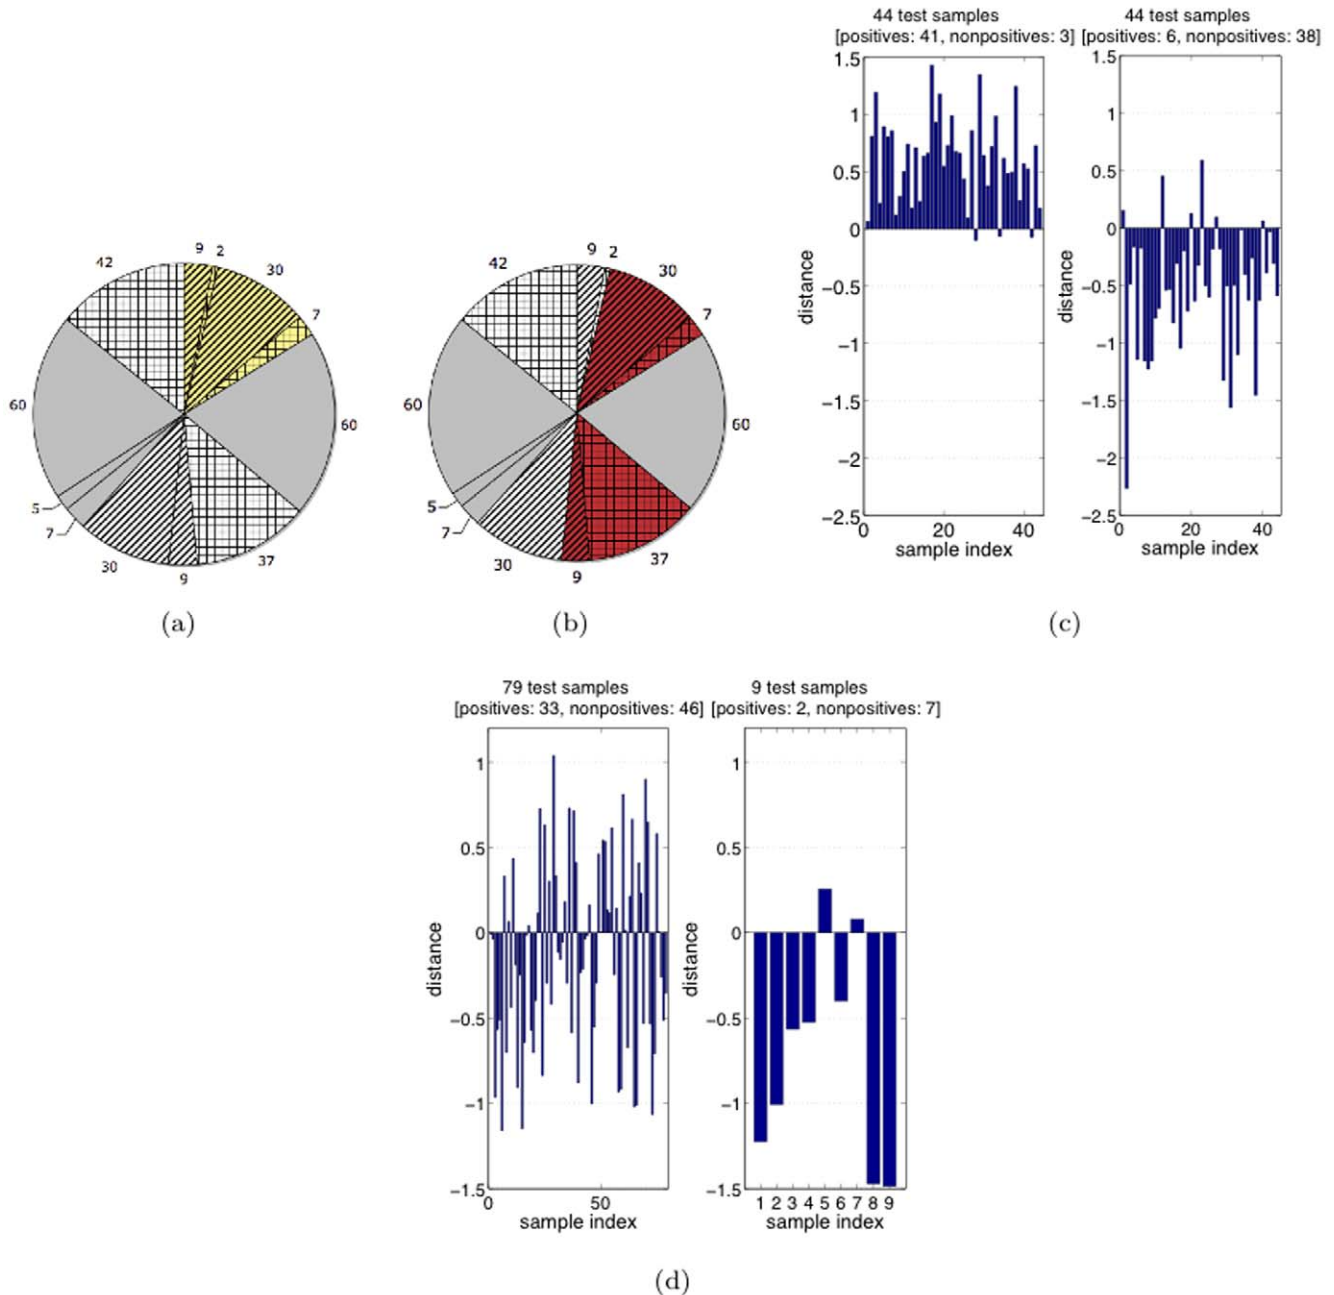 44 test samples
[positives: 41, nonpositives: 3]
1.5
1
0.5
0
−0.5
−1
−1.5
−2
−2.5
0 20 40
distance
sample index
44 test samples
[positives: 6, nonpositives: 38]
1.5
1
0.5
0
−0.5
−1
−1.5
−2
−2.5
0 20 40
distance
sample index
42 9 2 30 7
60 60
5 7 30 9 37
(a)
42 9 2 30 7
60 60
5 7 30 9 37
(b)
(c)
79 test samples
[positives: 33, nonpositives: 46]
1
0.5
0
−0.5
−1
−1.5
0 50
distance
sample index
9 test samples
[positives: 2, nonpositives: 7]
1
0.5
0
−0.5
−1
−1.5
1 2 3 4 5 6 7 8 9
distance
sample index
(d)